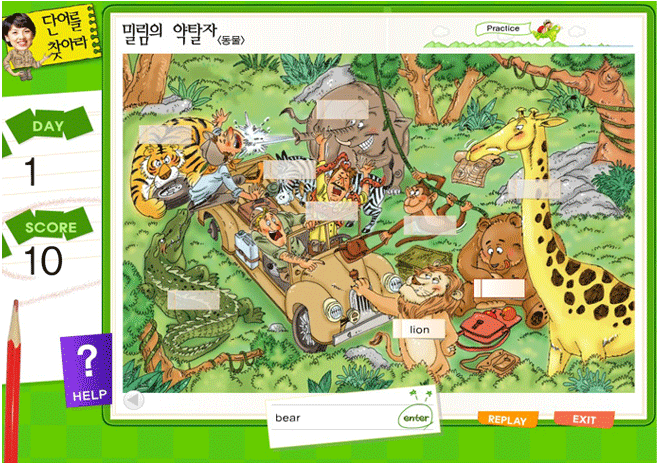 단어를
찾아라
밀림의 약탈자 <동물>
Practice
DAY
1
SCORE
10
lion
?
HELP
bear
enter
REPLAY
EXIT